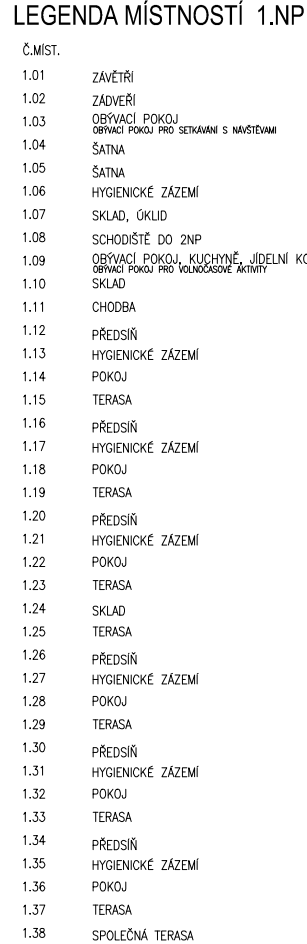 LEGENDA MÍSTNOSTÍ 1.NP
Č.MÍST.
1.01 ZÁVĚTŘÍ
1.02 ZÁDVEŘÍ
1.03 OBÝVACÍ POKOJ
OBÝVACÍ POKOJ PRO SETKÁVÁNÍ S NÁVŠTĚVAMI
1.04 ŠATNA
1.05 ŠATNA
1.06 HYGIENICKÉ ZÁZEMÍ
1.07 SKLAD, ÚKLID
1.08 SCHODIŠTĚ DO 2NP
1.09 OBÝVACÍ POKOJ, KUCHYNĚ, JÍDELNÍ
OBÝVACÍ POKOJ PRO VOLNOČASOVÉ AKTIVITY
1.10 SKLAD
1.11 CHODBA
1.12 PŘEDSÍŇ
1.13 HYGIENICKÉ ZÁZEMÍ
1.14 POKOJ
1.15 TERASA
1.16 PŘEDSÍŇ
1.17 HYGIENICKÉ ZÁZEMÍ
1.18 POKOJ
1.19 TERASA
1.20 PŘEDSÍŇ
1.21 HYGIENICKÉ ZÁZEMÍ
1.22 POKOJ
1.23 TERASA
1.24 SKLAD
1.25 TERASA
1.26 PŘEDSÍŇ
1.27 HYGIENICKÉ ZÁZEMÍ
1.28 POKOJ
1.29 TERASA
1.30 PŘEDSÍŇ
1.31 HYGIENICKÉ ZÁZEMÍ
1.32 POKOJ
1.33 TERASA
1.34 PŘEDSÍŇ
1.35 HYGIENICKÉ ZÁZEMÍ
1.36 POKOJ
1.37 TERASA
1.38 SPOLEČNÁ TERASA